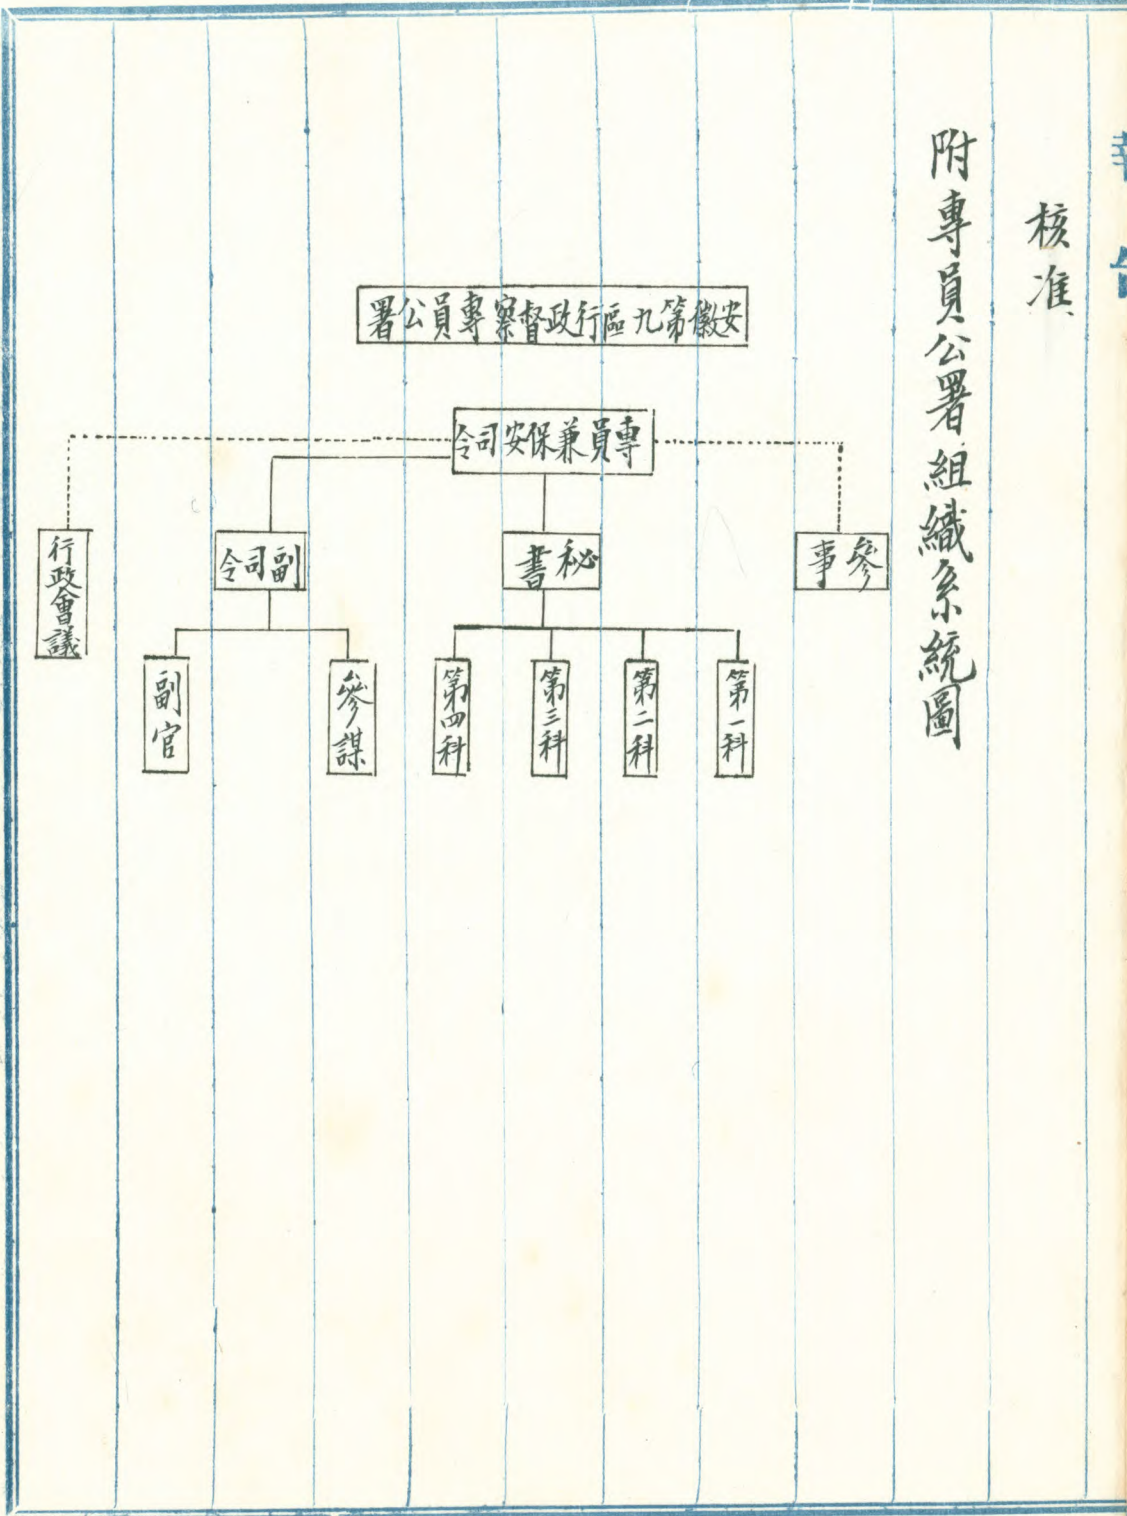 核准
附專員公署組織系統圖
安徽第九區行政督察專員公署
專員兼保安司令
參事
秘書
副司令
行政會議
第一科
第二科
第三科
第四科
參謀
副官